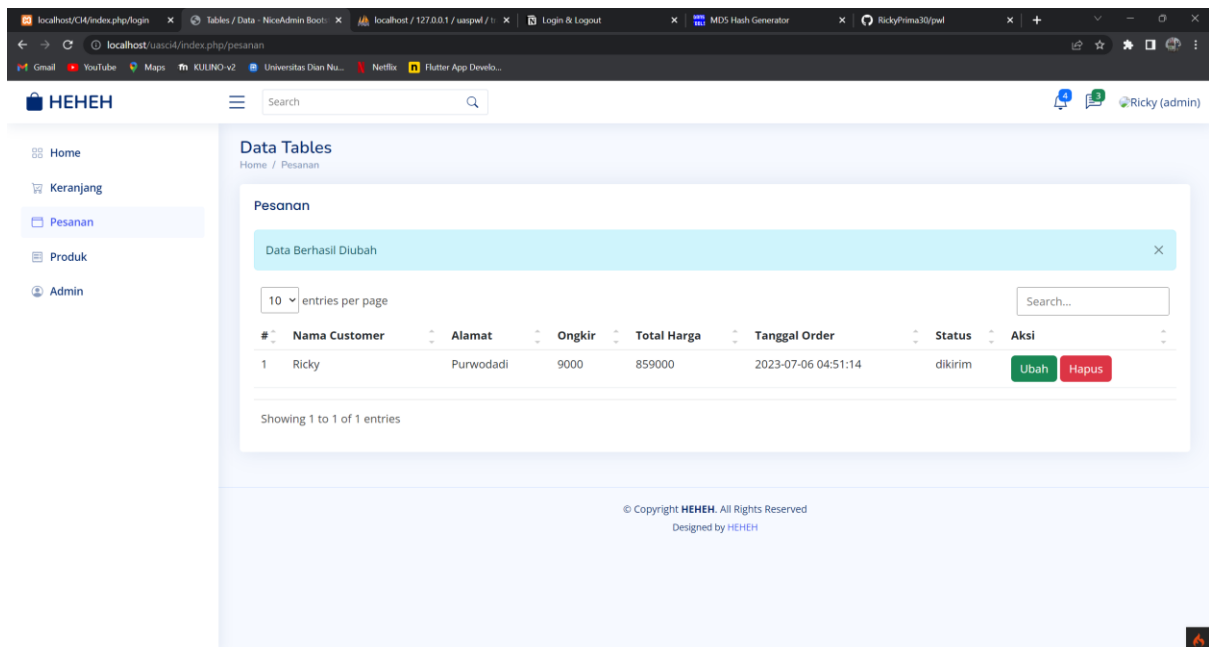 localhost/CI4/index.php/login
Tables / Data - NiceAdmin Boots
localhost / 127.0.0.1 / uaspwl / tr
Login & Logout
MD5 Hash Generator
RickyPrima30/pwl
localhost/uasci4/index.php/pesanan
Gmail YouTube Maps KULINO-v2 Universitas Dian Nu... Netflix Flutter App Develo...
HEHEH
Search
4
3
Ricky (admin)
Home
Keranjang
Pesanan
Produk
Admin
Data Tables
Home / Pesanan
Pesanan
Data Berhasil Diubah
10 entries per page
Search...
# Nama Customer Alamat Ongkir Total Harga Tanggal Order Status Aksi
1 Ricky Purwodadi 9000 859000 2023-07-06 04:51:14 dikirim Ubah Hapus
Showing 1 to 1 of 1 entries
© Copyright HEHEH. All Rights Reserved
Designed by HEHEH